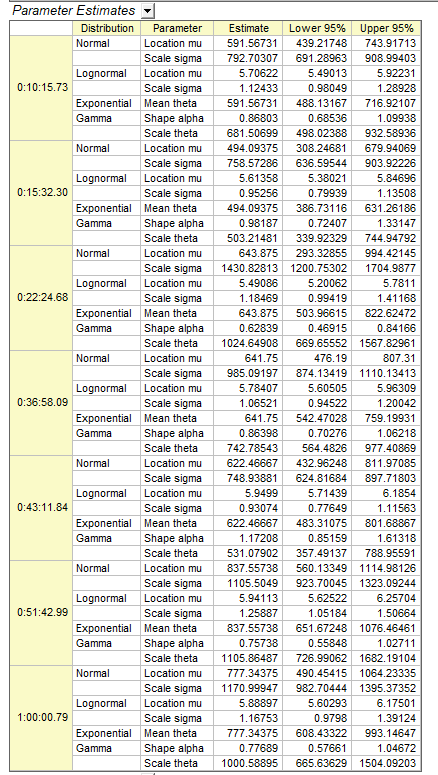 Parameter Estimates
Distribution Parameter Estimate Lower 95% Upper 95%
0:10:15.73 Normal Location mu 591.56731 439.21748 743.91713
Scale sigma 792.70307 691.28963 908.99403
Lognormal Location mu 5.70622 5.49013 5.92231
Scale sigma 1.12433 0.98049 1.28928
Exponential Mean theta 591.56731 488.13167 716.92107
Gamma Shape alpha 0.86803 0.68536 1.09938
Scale theta 681.50699 498.02388 932.58936
0:15:32.30 Normal Location mu 494.09375 308.24681 679.94069
Scale sigma 758.57286 636.59544 903.92226
Lognormal Location mu 5.61358 5.38021 5.84696
Scale sigma 0.95256 0.79939 1.13508
Exponential Mean theta 494.09375 386.73116 631.26186
Gamma Shape alpha 0.98187 0.72407 1.33147
Scale theta 503.21481 339.92329 744.94792
0:22:24.68 Normal Location mu 643.875 293.32855 994.42145
Scale sigma 1430.82813 1200.75302 1704.9877
Lognormal Location mu 5.49086 5.20062 5.7811
Scale sigma 1.18469 0.99419 1.41168
Exponential Mean theta 643.875 503.96615 822.62472
Gamma Shape alpha 0.62839 0.46915 0.84166
Scale theta 1024.64908 669.65552 1567.82961
0:36:58.09 Normal Location mu 641.75 476.19 807.31
Scale sigma 985.09197 874.13419 1110.13413
Lognormal Location mu 5.78407 5.60505 5.96309
Scale sigma 1.06521 0.94522 1.20042
Exponential Mean theta 641.75 542.47028 759.19931
Gamma Shape alpha 0.86398 0.70276 1.06218
Scale theta 742.78543 564.4826 977.40869
0:43:11.84 Normal Location mu 622.46667 432.96248 811.97085
Scale sigma 748.93881 624.81684 897.71803
Lognormal Location mu 5.9499 5.71439 6.1854
Scale sigma 0.93074 0.77649 1.11563
Exponential Mean theta 622.46667 483.31075 801.68867
Gamma Shape alpha 1.17208 0.85159 1.61318
Scale theta 531.07902 357.49137 788.95591
0:51:42.99 Normal Location mu 837.55738 560.13349 1114.98126
Scale sigma 1105.5049 923.70045 1323.09244
Lognormal Location mu 5.94113 5.62522 6.25704
Scale sigma 1.25887 1.05184 1.50664
Exponential Mean theta 837.55738 651.67248 1076.46461
Gamma Shape alpha 0.75738 0.55848 1.02711
Scale theta 1105.86487 726.99062 1682.19104
1:00:00.79 Normal Location mu 777.34375 490.45415 1064.23335
Scale sigma 1170.99947 982.70444 1395.37352
Lognormal Location mu 5.88897 5.60293 6.17501
Scale sigma 1.16753 0.9798 1.39124
Exponential Mean theta 777.34375 608.43322 993.14647
Gamma Shape alpha 0.77689 0.57661 1.04672
Scale theta 1000.58895 665.63629 1504.09203